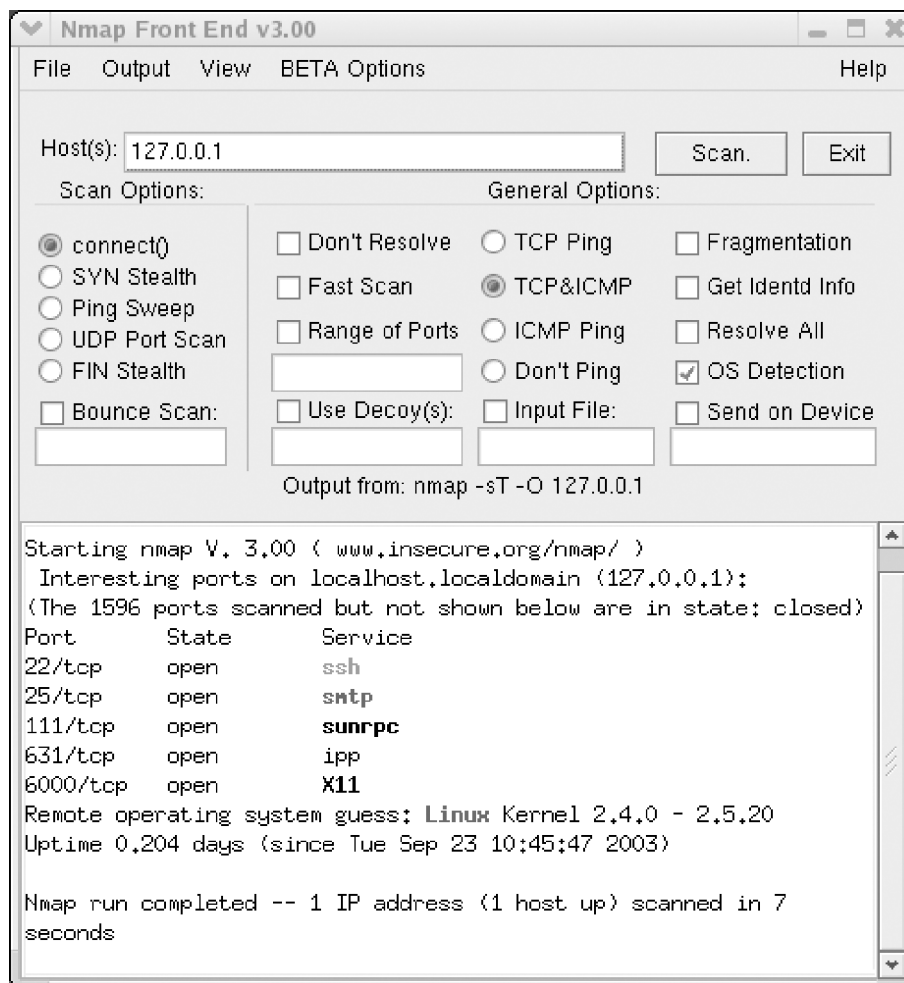 Nmap Front End v3.00
File Output View BETA Options Help
Host(s): 127.0.0.1 Scan. Exit
Scan Options: General Options:
connect() Don't Resolve TCP Ping Fragmentation
SYN Stealth Fast Scan TCP&ICMP Get Identd Info
Ping Sweep Range of Ports ICMP Ping Resolve All
UDP Port Scan
FIN Stealth Don't Ping OS Detection
Bounce Scan: Use Decoy(s): Input File: Send on Device
Output from: nmap -sT -O 127.0.0.1
Starting nmap V. 3.00 ( www.insecure.org/nmap/ )
Interesting ports on localhost.localdomain (127.0.0.1):
(The 1596 ports scanned but not shown below are in state: closed)
Port State Service
22/tcp open ssh
25/tcp open smtp
111/tcp open sunrpc
631/tcp open ipp
6000/tcp open X11
Remote operating system guess: Linux Kernel 2.4.0 - 2.5.20
Uptime 0.204 days (since Tue Sep 23 10:45:47 2003)
Nmap run completed -- 1 IP address (1 host up) scanned in 7
seconds